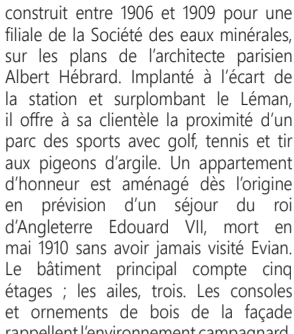 construit entre 1906 et 1909 pour une
filiale de la Société des eaux minérales,
sur les plans de l'architecte parisien
Albert Hébrard. Implanté à l'écart de
la station et surplombant le Léman,
il offre à sa clientèle la proximité d'un
parc des sports avec golf, tennis et tir
aux pigeons d'argile. Un appartement
d'honneur est aménagé dès l'origine
en prévision d'un séjour du roi
d'Angleterre Edouard VII, mort en
mai 1910 sans avoir jamais visité Evian.
Le bâtiment principal compte cinq
étages ; les ailes, trois. Les consoles
et ornements de bois de la façade
rappellent l'environnement campagnard